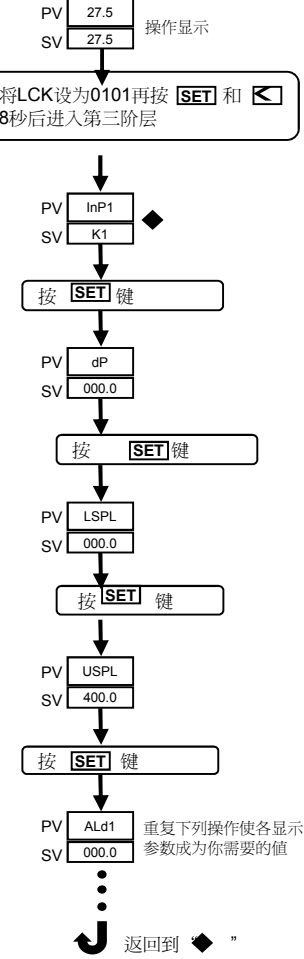 PV 27.5
操作显示
SV 27.5
将LCK设为0101再按 SET 和 <
8秒后进入第三阶层
PV InP1
SV K1
按 SET 键
PV dP
SV 000.0
按 SET 键
PV LSPL
SV 000.0
按 SET 键
PV USPL
SV 400.0
按 SET 键
PV ALd1
SV 000.0
重复下列操作使各显示
参数成为你需要的值
返回到 “◆ ”